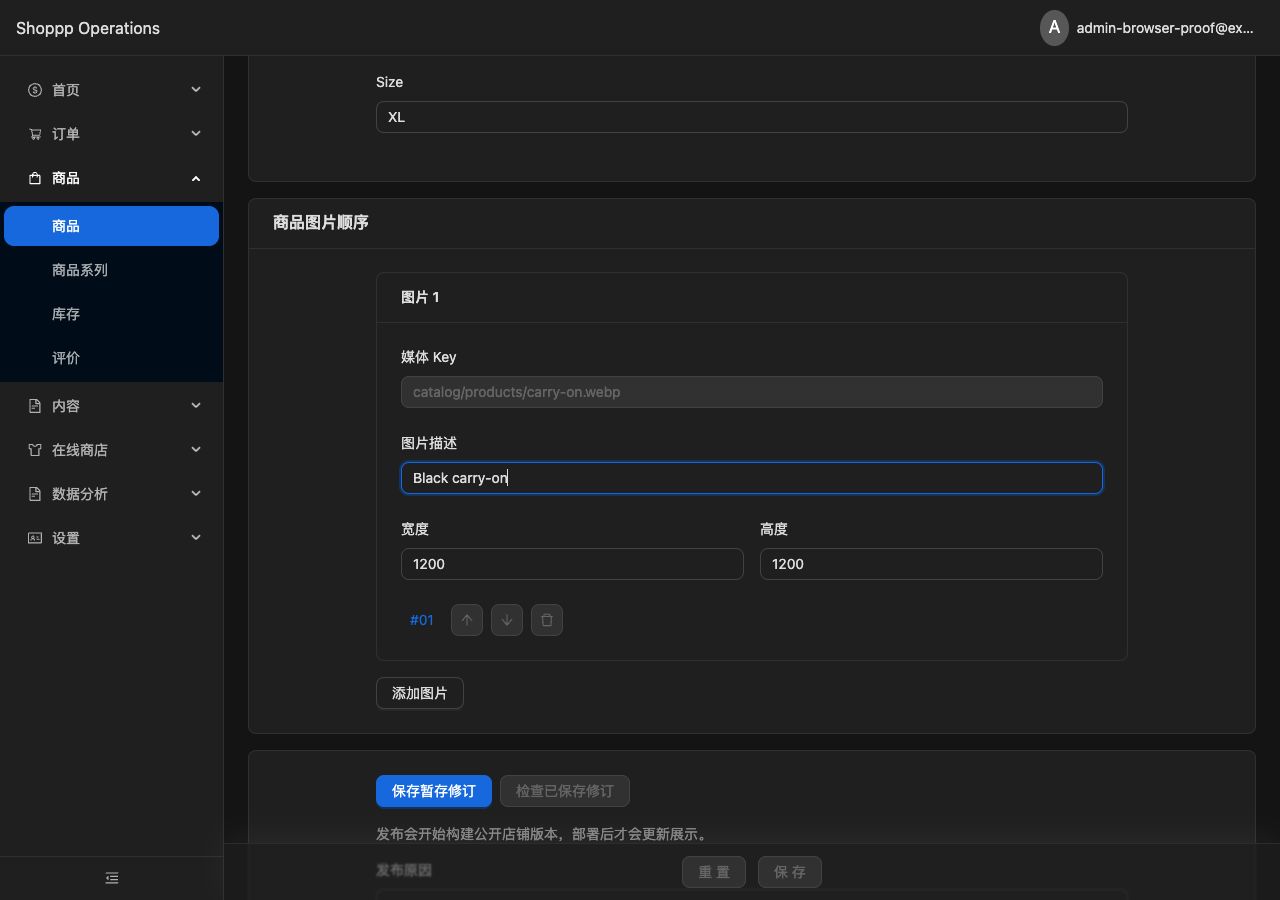 Shoppp Operations
A
admin-browser-proof@ex...
首页
订单
商品
商品
商品系列
库存
评价
内容
在线商店
数据分析
设置
Size
XL
商品图片顺序
图片 1
媒体 Key
catalog/products/carry-on.webp
图片描述
Black carry-on
宽度
高度
1200
1200
#01
添加图片
保存暂存修订
检查已保存修订
发布会开始构建公开店铺版本，部署后才会更新展示。
发布原因
重 置
保 存